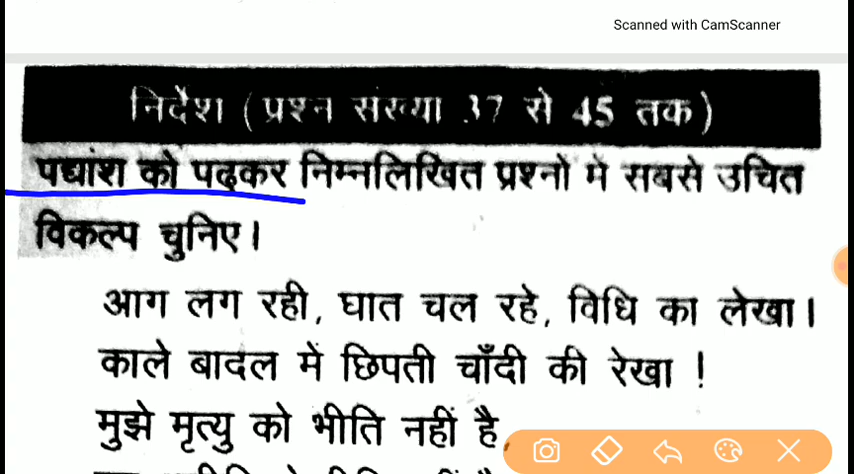 Scanned with CamScanner
निर्देश (प्रश्न संख्या 37 से 45 तक)
पद्यांश को पढ़कर निम्नलिखित प्रश्नों में सबसे उचित
विकल्प चुनिए।
आग लग रही, घात चल रहे, विधि का लेखा।
काले बादल में छिपती चाँदी की रेखा !
मुझे मृत्यु को भीति नहीं है,